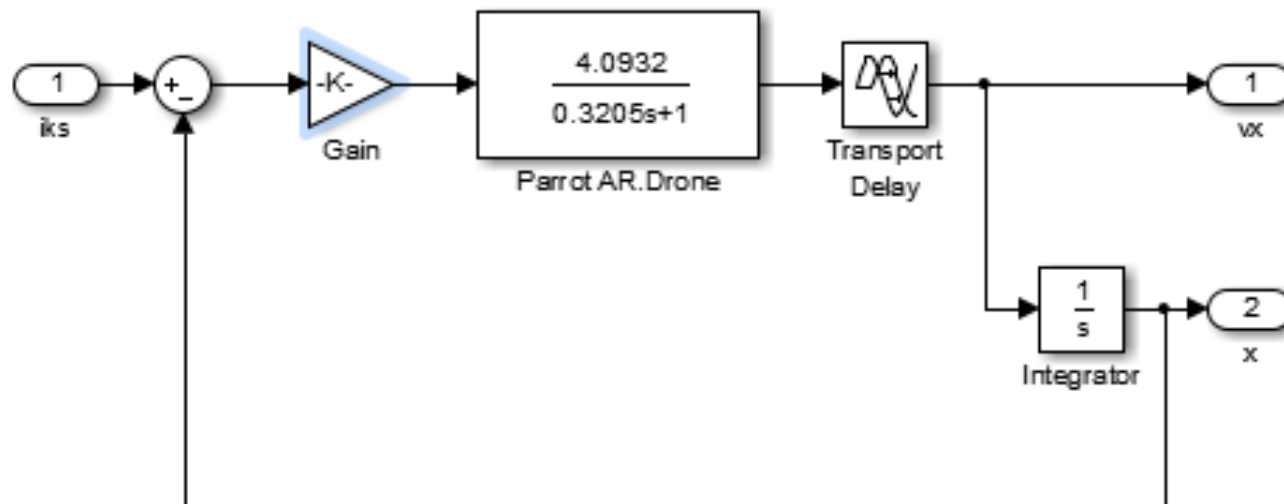 1
iks
+
-
-K-
Gain
4.0932
0.3205s+1
Parrot AR.Drone
Transport
Delay
1
vx
1
s
Integrator
2
x